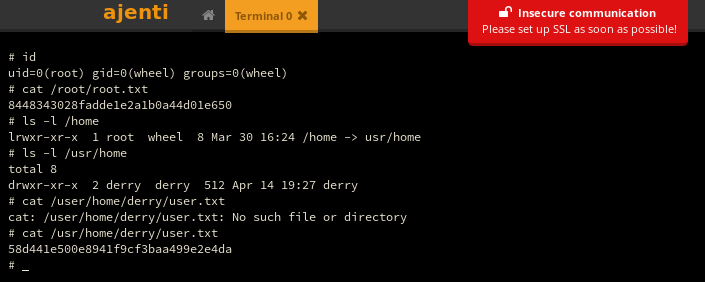 ajenti
Terminal 0 ✖
Insecure communication
Please set up SSL as soon as possible!
# id
uid=0(root) gid=0(wheel) groups=0(wheel)
# cat /root/root.txt
8448343028fadde1e2a1b0a44d01e650
# ls -l /home
lrwxr-xr-x  1 root  wheel  8 Mar 30 16:24 /home -> usr/home
# ls -l /usr/home
total 8
drwxr-xr-x  2 derry  derry  512 Apr 14 19:27 derry
# cat /user/home/derry/user.txt
cat: /user/home/derry/user.txt: No such file or directory
# cat /usr/home/derry/user.txt
58d441e500e8941f9cf3baa499e2e4da
# _